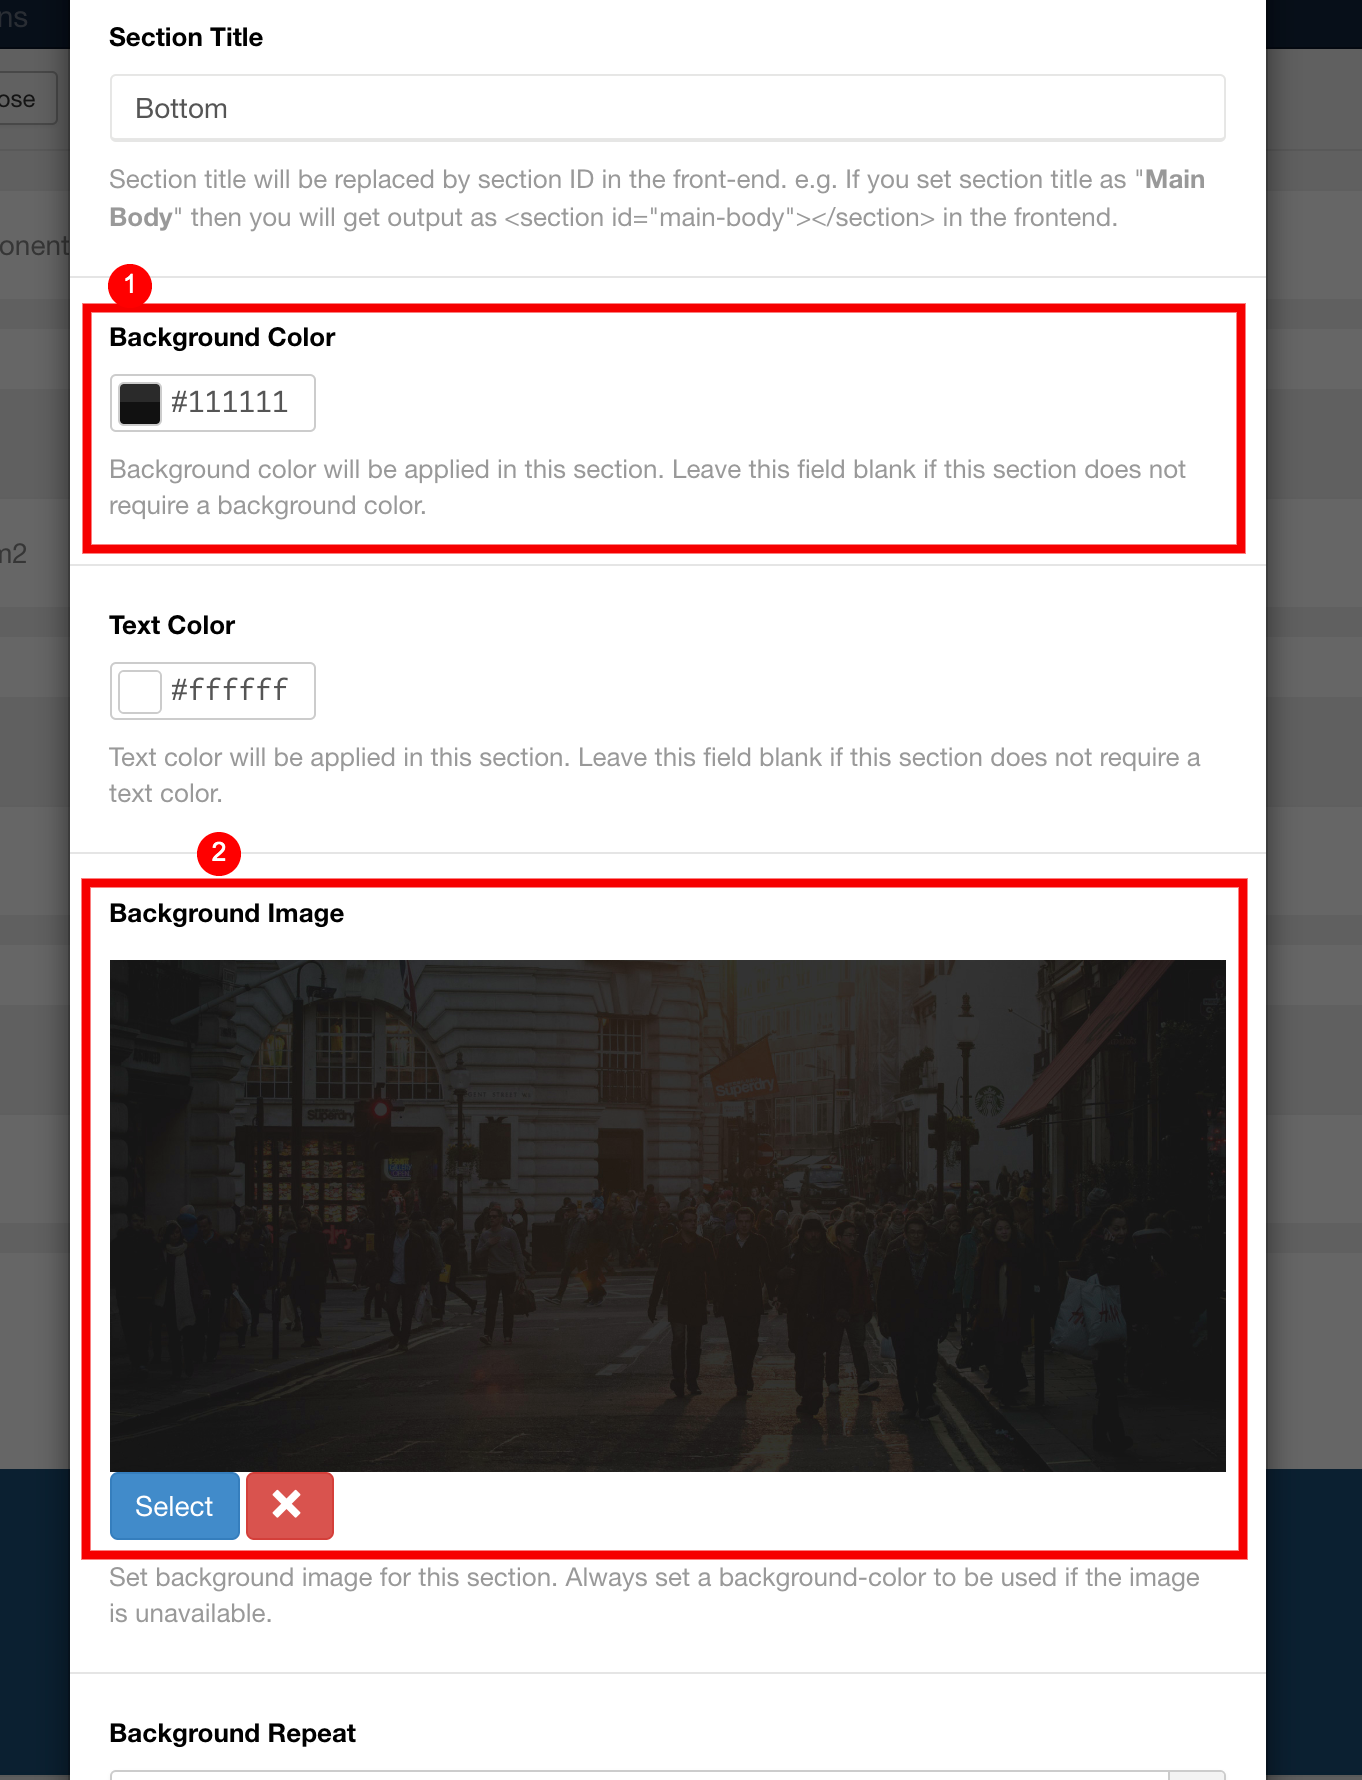 ns
Section Title
ose
Bottom
Section title will be replaced by section ID in the front-end. e.g. If you set section title as "Main
Body" then you will get output as <section id="main-body"></section> in the frontend.
onent
1
Background Color
#111111
Background color will be applied in this section. Leave this field blank if this section does not
require a background color.
m2
Text Color
#ffffff
Text color will be applied in this section. Leave this field blank if this section does not require a
text color.
2
Background Image
Superdry
Superdry
Select
Set background image for this section. Always set a background-color to be used if the image
is unavailable.
Background Repeat